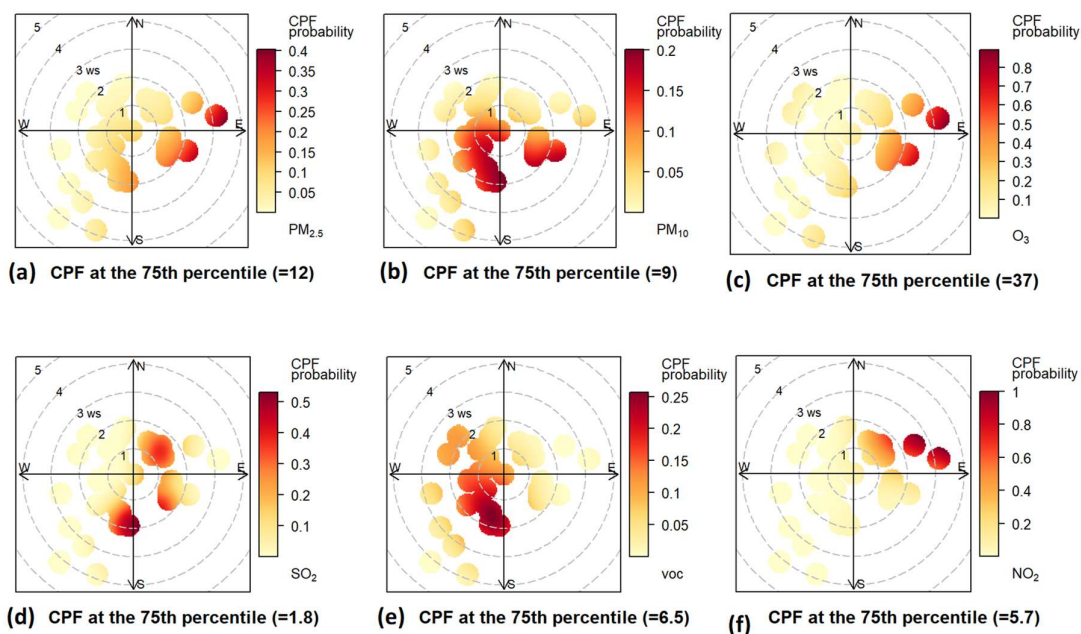 CPF
probability
5
4
3 ws
2
1
N
W
E
S
0.4
0.35
0.3
0.25
0.2
0.15
0.1
0.05
PM2.5
(a) CPF at the 75th percentile (=12)
CPF
probability
5
4
3 ws
2
1
N
W
E
S
0.2
0.15
0.1
0.05
PM10
(b) CPF at the 75th percentile (=9)
CPF
probability
5
4
3 ws
2
1
N
W
E
S
0.8
0.7
0.6
0.5
0.4
0.3
0.2
0.1
O3
(c) CPF at the 75th percentile (=37)
CPF
probability
5
4
3 ws
2
1
N
W
E
S
0.5
0.4
0.3
0.2
0.1
SO2
(d) CPF at the 75th percentile (=1.8)
CPF
probability
5
4
3 ws
2
1
N
W
E
S
0.25
0.2
0.15
0.1
0.05
voc
(e) CPF at the 75th percentile (=6.5)
CPF
probability
5
4
3 ws
2
1
N
W
E
S
1
0.8
0.6
0.4
0.2
NO2
(f) CPF at the 75th percentile (=5.7)